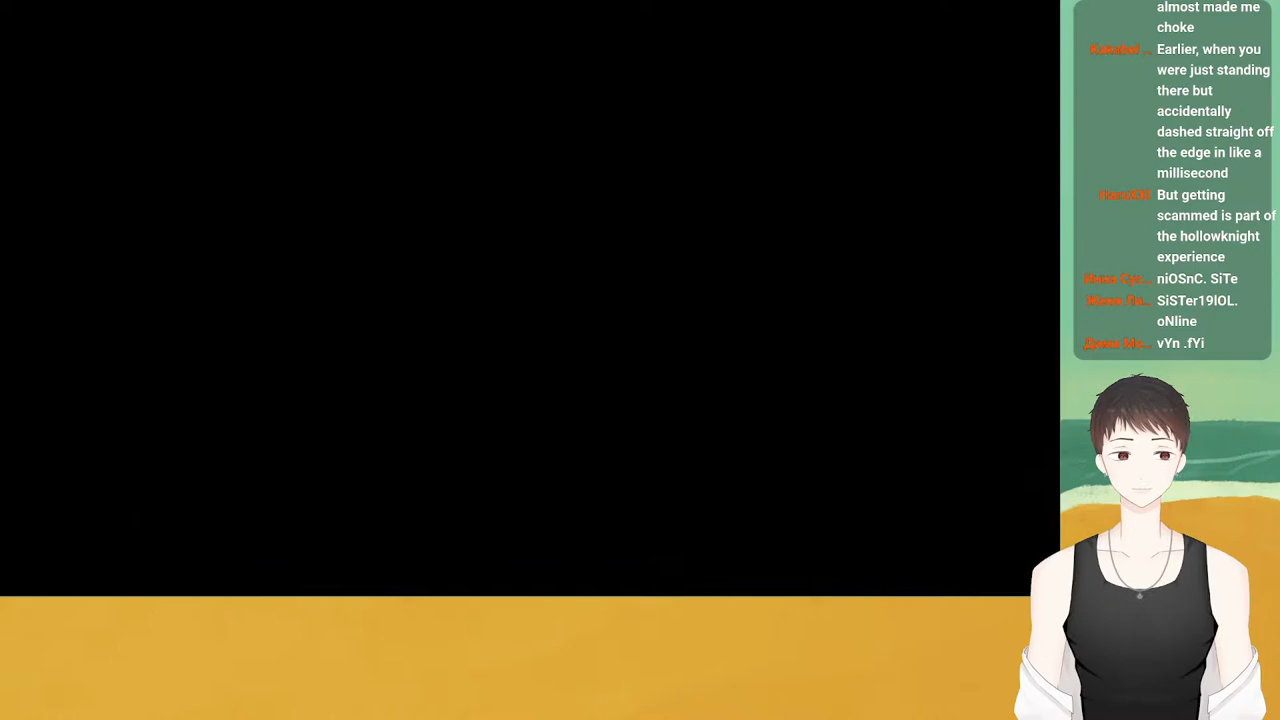 almost made me
choke
Earlier, when you
were just standing
there but
accidentally
dashed straight off
the edge in like a
millisecond
But getting
scammed is part of
the hollowknight
experience
niOSnC. SiTe
SiSTer19lOL.
oNline
vYn .fYi